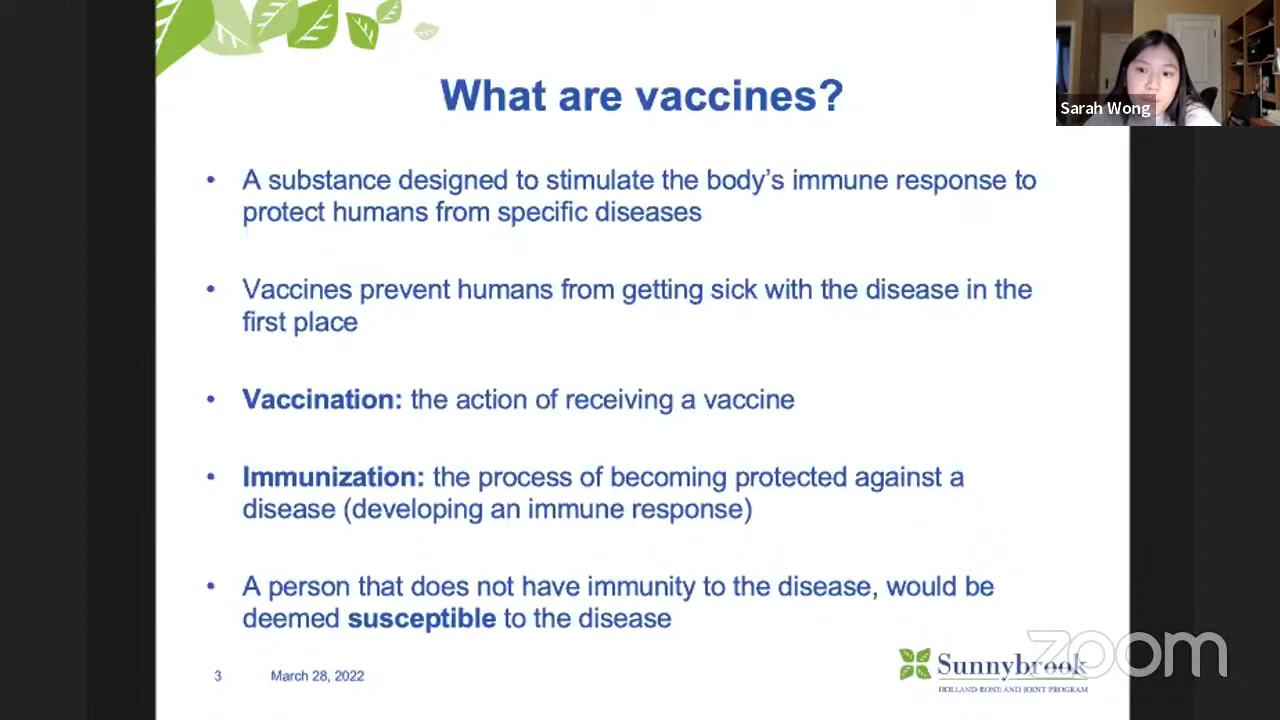 What are vaccines?
Sarah Wong
• A substance designed to stimulate the body's immune response to
protect humans from specific diseases
• Vaccines prevent humans from getting sick with the disease in the
first place
• Vaccination: the action of receiving a vaccine
• Immunization: the process of becoming protected against a
disease (developing an immune response)
• A person that does not have immunity to the disease, would be
deemed susceptible to the disease
3 March 28, 2022
Sunnybrook
HOLLAND BONE AND JOINT PROGRAM
zoom